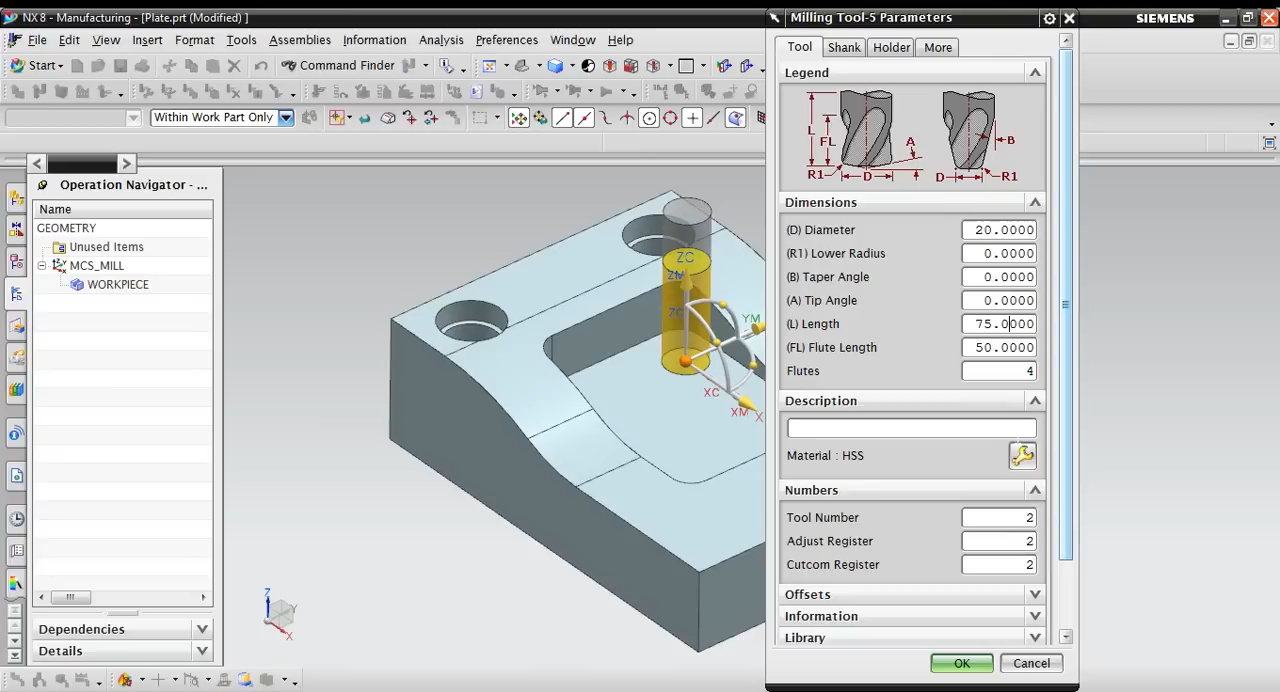 NX 8 - Manufacturing - [Plate.prt (Modified) ]
SIEMENS
File Edit View Insert Format Tools Assemblies Information Analysis Preferences Window Help
Start Command Finder
Within Work Part Only
Operation Navigator - ...
Name
GEOMETRY
Unused Items
MCS_MILL
WORKPIECE
Dependencies
Details
ZC
ZM
ZC
YM
XC
XM
X
Z
Y
X
Milling Tool-5 Parameters
Tool Shank Holder More
Legend
L
FL
A
R1
D
B
D
R1
Dimensions
(D) Diameter 20.0000
(R1) Lower Radius 0.0000
(B) Taper Angle 0.0000
(A) Tip Angle 0.0000
(L) Length 75.0000
(FL) Flute Length 50.0000
Flutes 4
Description
Material : HSS
Numbers
Tool Number 2
Adjust Register 2
Cutcom Register 2
Offsets
Information
Library
OK Cancel